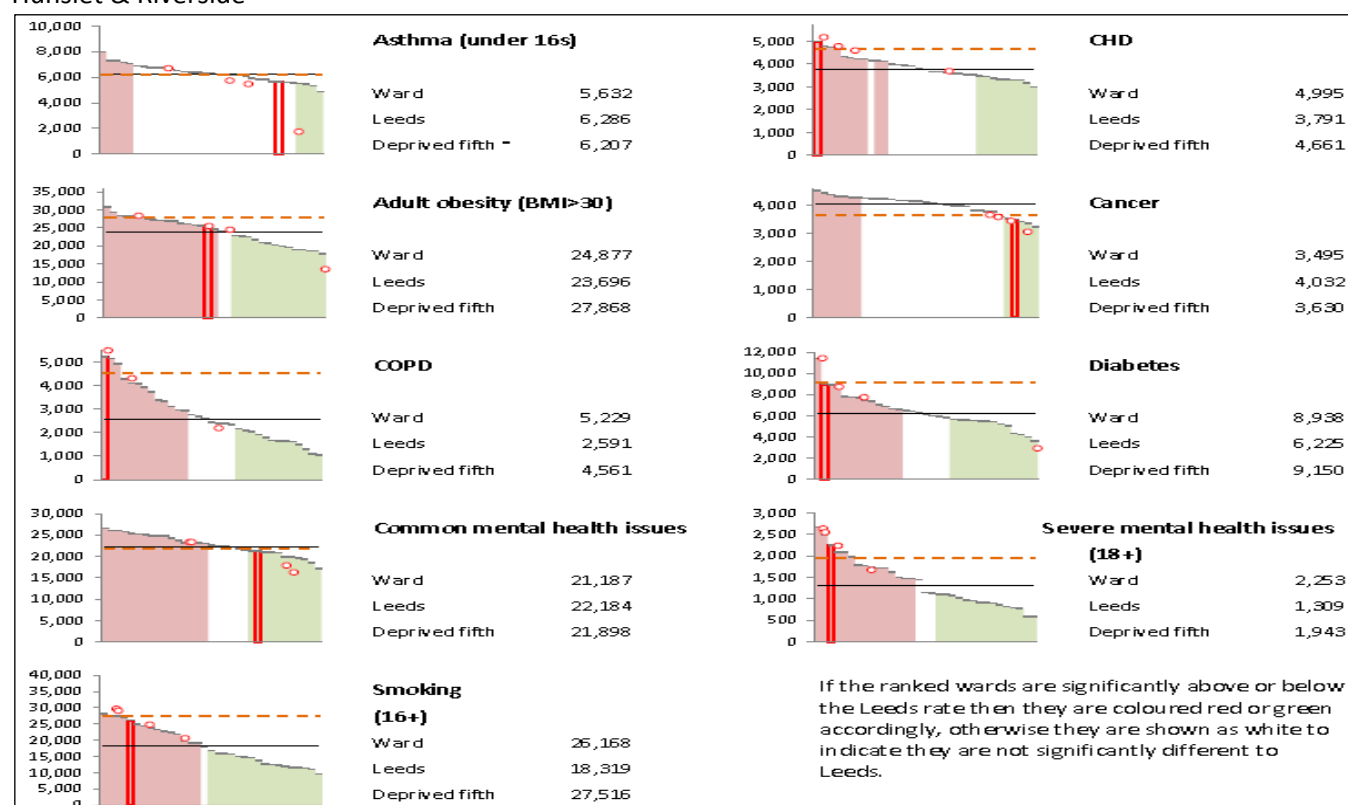 Hunslet & Riverside
10,000
8,000
6,000
4,000
2,000
0
Asthma (under 16s)
Ward 5,632
Leeds 6,286
Deprived fifth - 6,207
5,000
4,000
3,000
2,000
1,000
0
CHD
Ward 4,995
Leeds 3,791
Deprived fifth 4,661
35,000
30,000
25,000
20,000
15,000
10,000
5,000
0
Adult obesity (BMI>30)
Ward 24,877
Leeds 23,696
Deprived fifth 27,868
4,000
3,000
2,000
1,000
0
Cancer
Ward 3,495
Leeds 4,032
Deprived fifth 3,630
5,000
4,000
3,000
2,000
1,000
0
COPD
Ward 5,229
Leeds 2,591
Deprived fifth 4,561
12,000
10,000
8,000
6,000
4,000
2,000
0
Diabetes
Ward 8,938
Leeds 6,225
Deprived fifth 9,150
30,000
25,000
20,000
15,000
10,000
5,000
0
Common mental health issues
Ward 21,187
Leeds 22,184
Deprived fifth 21,898
3,000
2,500
2,000
1,500
1,000
500
0
Severe mental health issues
(18+)
Ward 2,253
Leeds 1,309
Deprived fifth 1,943
40,000
35,000
30,000
25,000
20,000
15,000
10,000
5,000
0
Smoking
(16+)
Ward 26,168
Leeds 18,319
Deprived fifth 27,516
If the ranked wards are significantly above or below
the Leeds rate then they are coloured red or green
accordingly, otherwise they are shown as white to
indicate they are not significantly different to
Leeds.